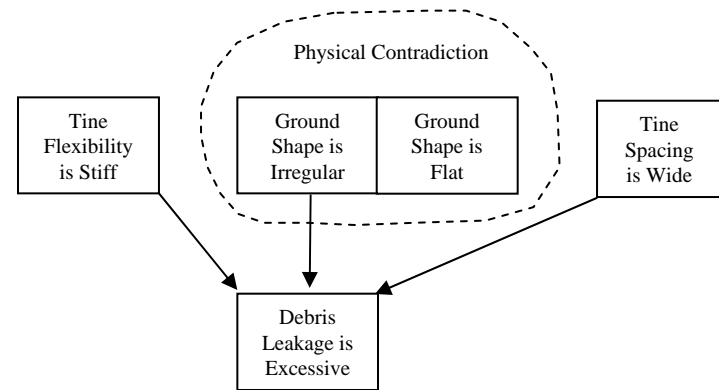 Physical Contradiction
Tine
Flexibility
is Stiff
Ground
Shape is
Irregular
Ground
Shape is
Flat
Tine
Spacing
is Wide
Debris
Leakage is
Excessive